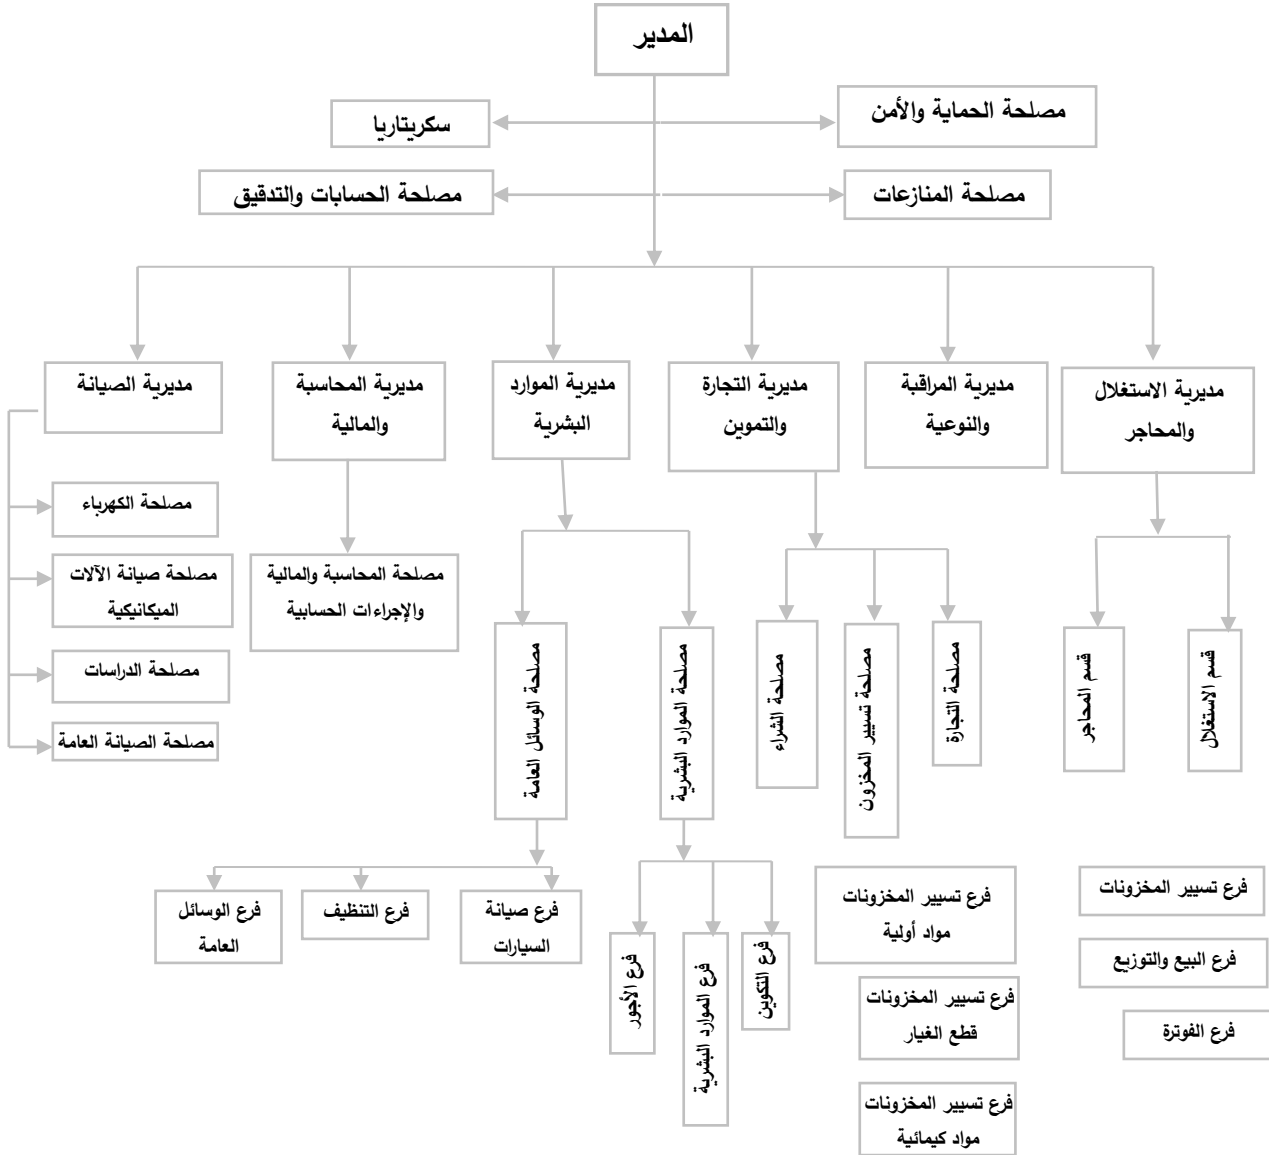 المدير
مصلحة الحماية والأمن
سكريتاريا
مصلحة المنازعات
مصلحة الحسابات والتدقيق
مديرية الاستغلال
والمحاجر
مديرية المراقبة
والنوعية
مديرية التجارة
والتموين
مديرية الموارد
البشرية
مديرية المحاسبة
والمالية
مديرية الصيانة
مصلحة الكهرباء
مصلحة صيانة الآلات
الميكانيكية
مصلحة الدراسات
مصلحة الصيانة العامة
مصلحة المحاسبة والمالية
والإجراءات الحسابية
قسم الاستغلال
قسم المحاجر
مصلحة التجارة
مصلحة تسيير المخزون
مصلحة الشراء
مصلحة الموارد البشرية
مصلحة الوسائل العامة
فرع تسيير المخزونات
فرع البيع والتوزيع
فرع الفوترة
فرع تسيير المخزونات
مواد أولية
فرع تسيير المخزونات
قطع الغيار
فرع تسيير المخزونات
مواد كيمائية
فرع التكوين
فرع الموارد البشرية
فرع الأجور
فرع صيانة
السيارات
فرع التنظيف
فرع الوسائل
العامة